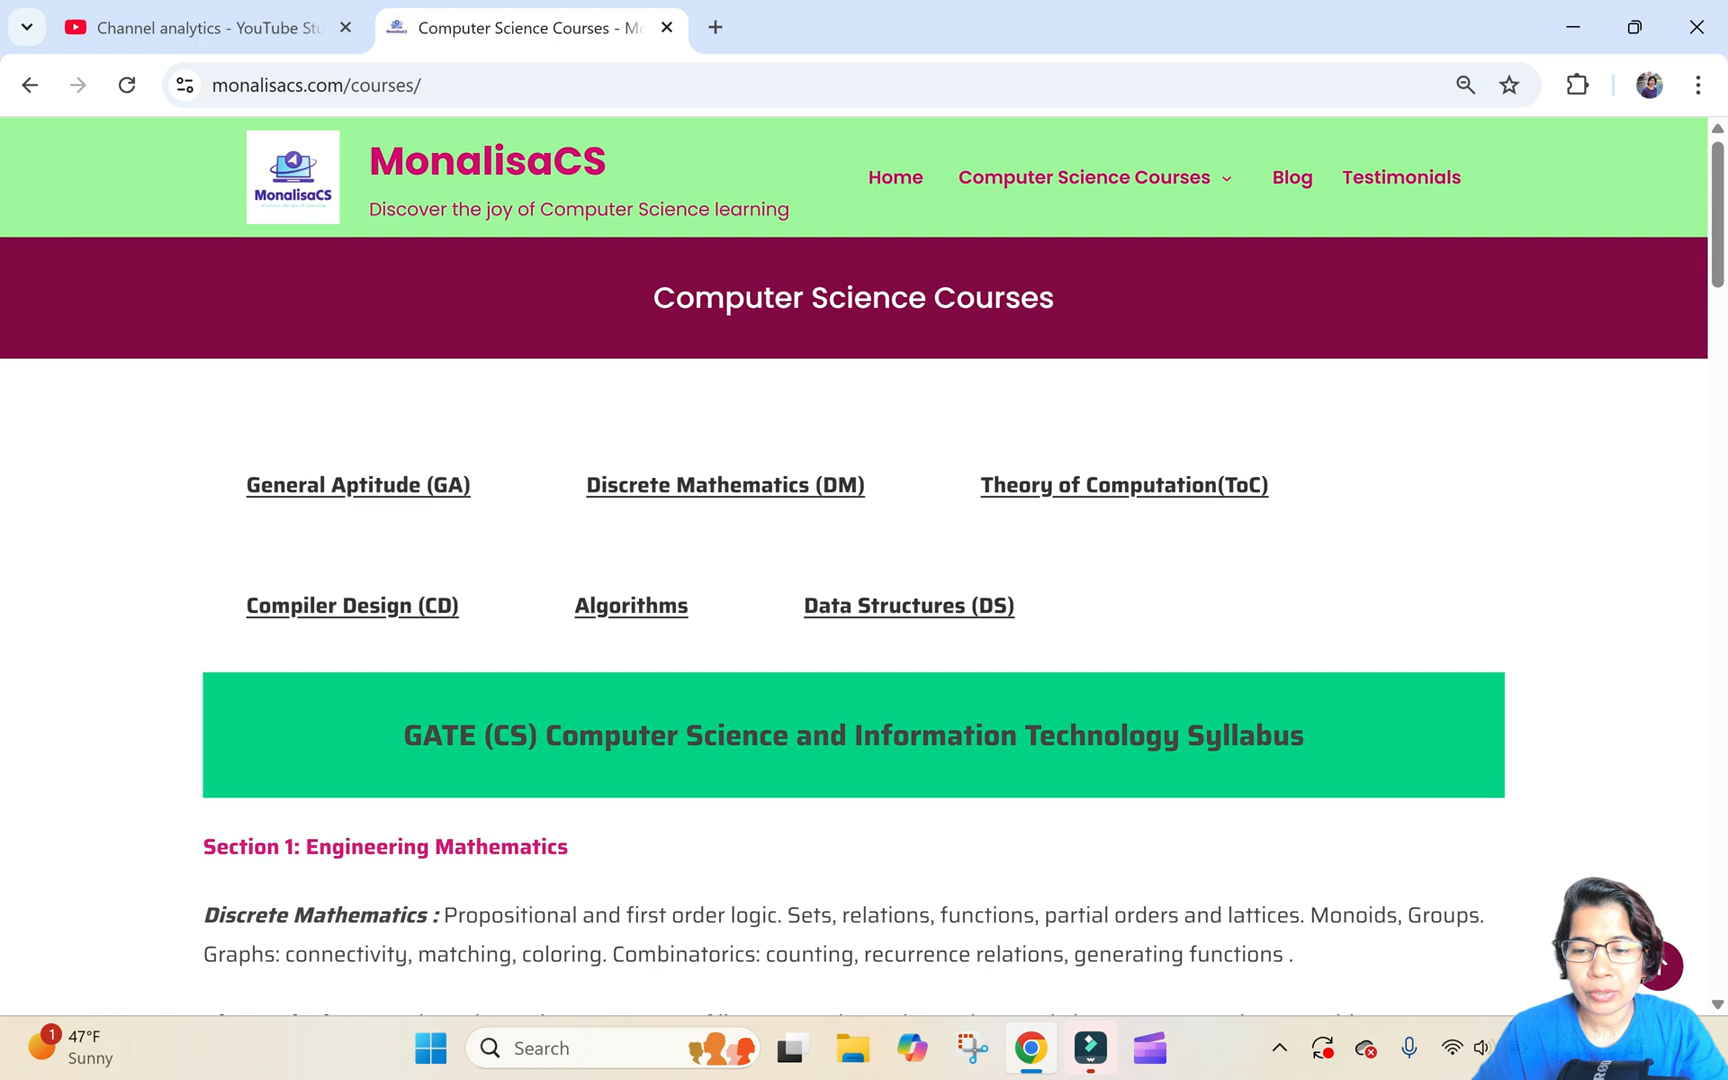 Channel analytics - YouTube Stu
Computer Science Courses - Mo
monalisacs.com/courses/
MonalisaCS
MonalisaCS
Discover the joy of Computer Science learning
Home
Computer Science Courses
Blog
Testimonials
Computer Science Courses
General Aptitude (GA)
Discrete Mathematics (DM)
Theory of Computation(ToC)
Compiler Design (CD)
Algorithms
Data Structures (DS)
GATE (CS) Computer Science and Information Technology Syllabus
Section 1: Engineering Mathematics
Discrete Mathematics : Propositional and first order logic. Sets, relations, functions, partial orders and lattices. Monoids, Groups.
Graphs: connectivity, matching, coloring. Combinatorics: counting, recurrence relations, generating functions .
1
47°F
Sunny
Search